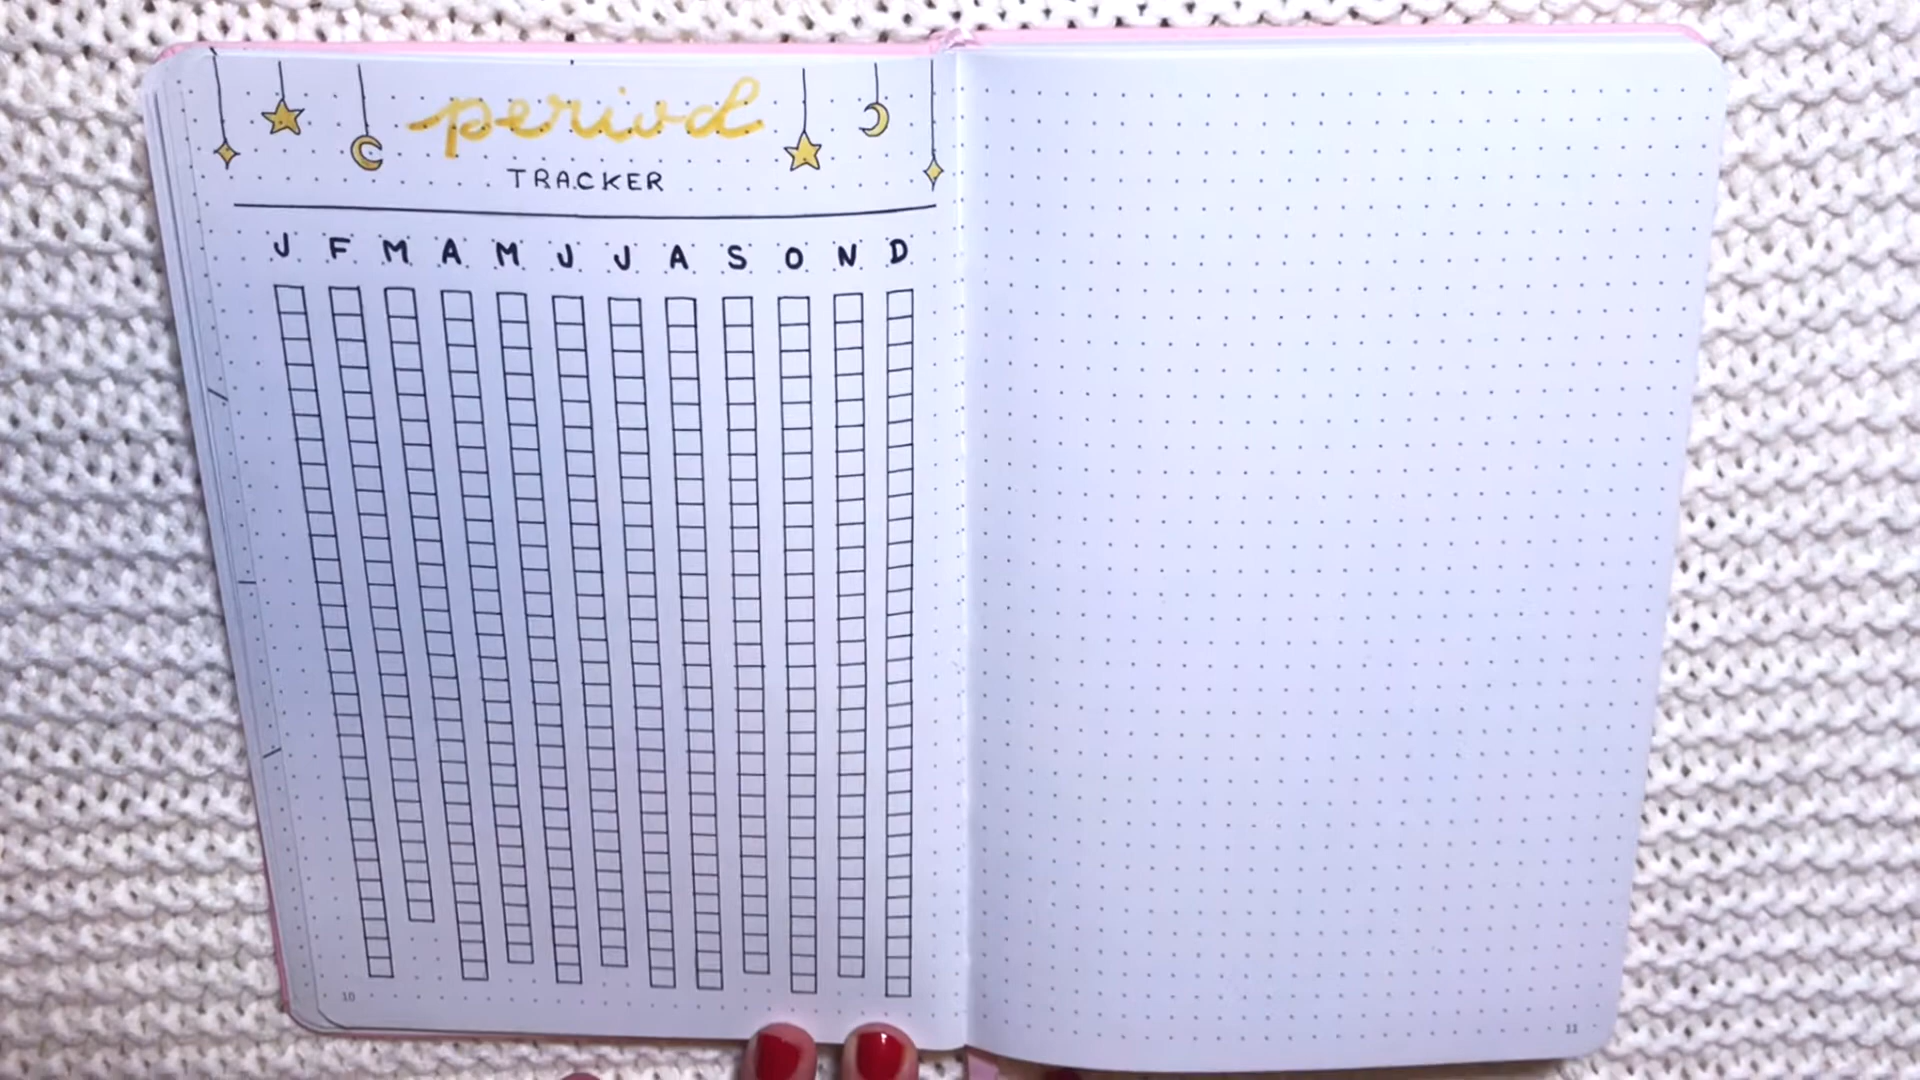 period
TRACKER
J F M A M J J A S O N D
10
11